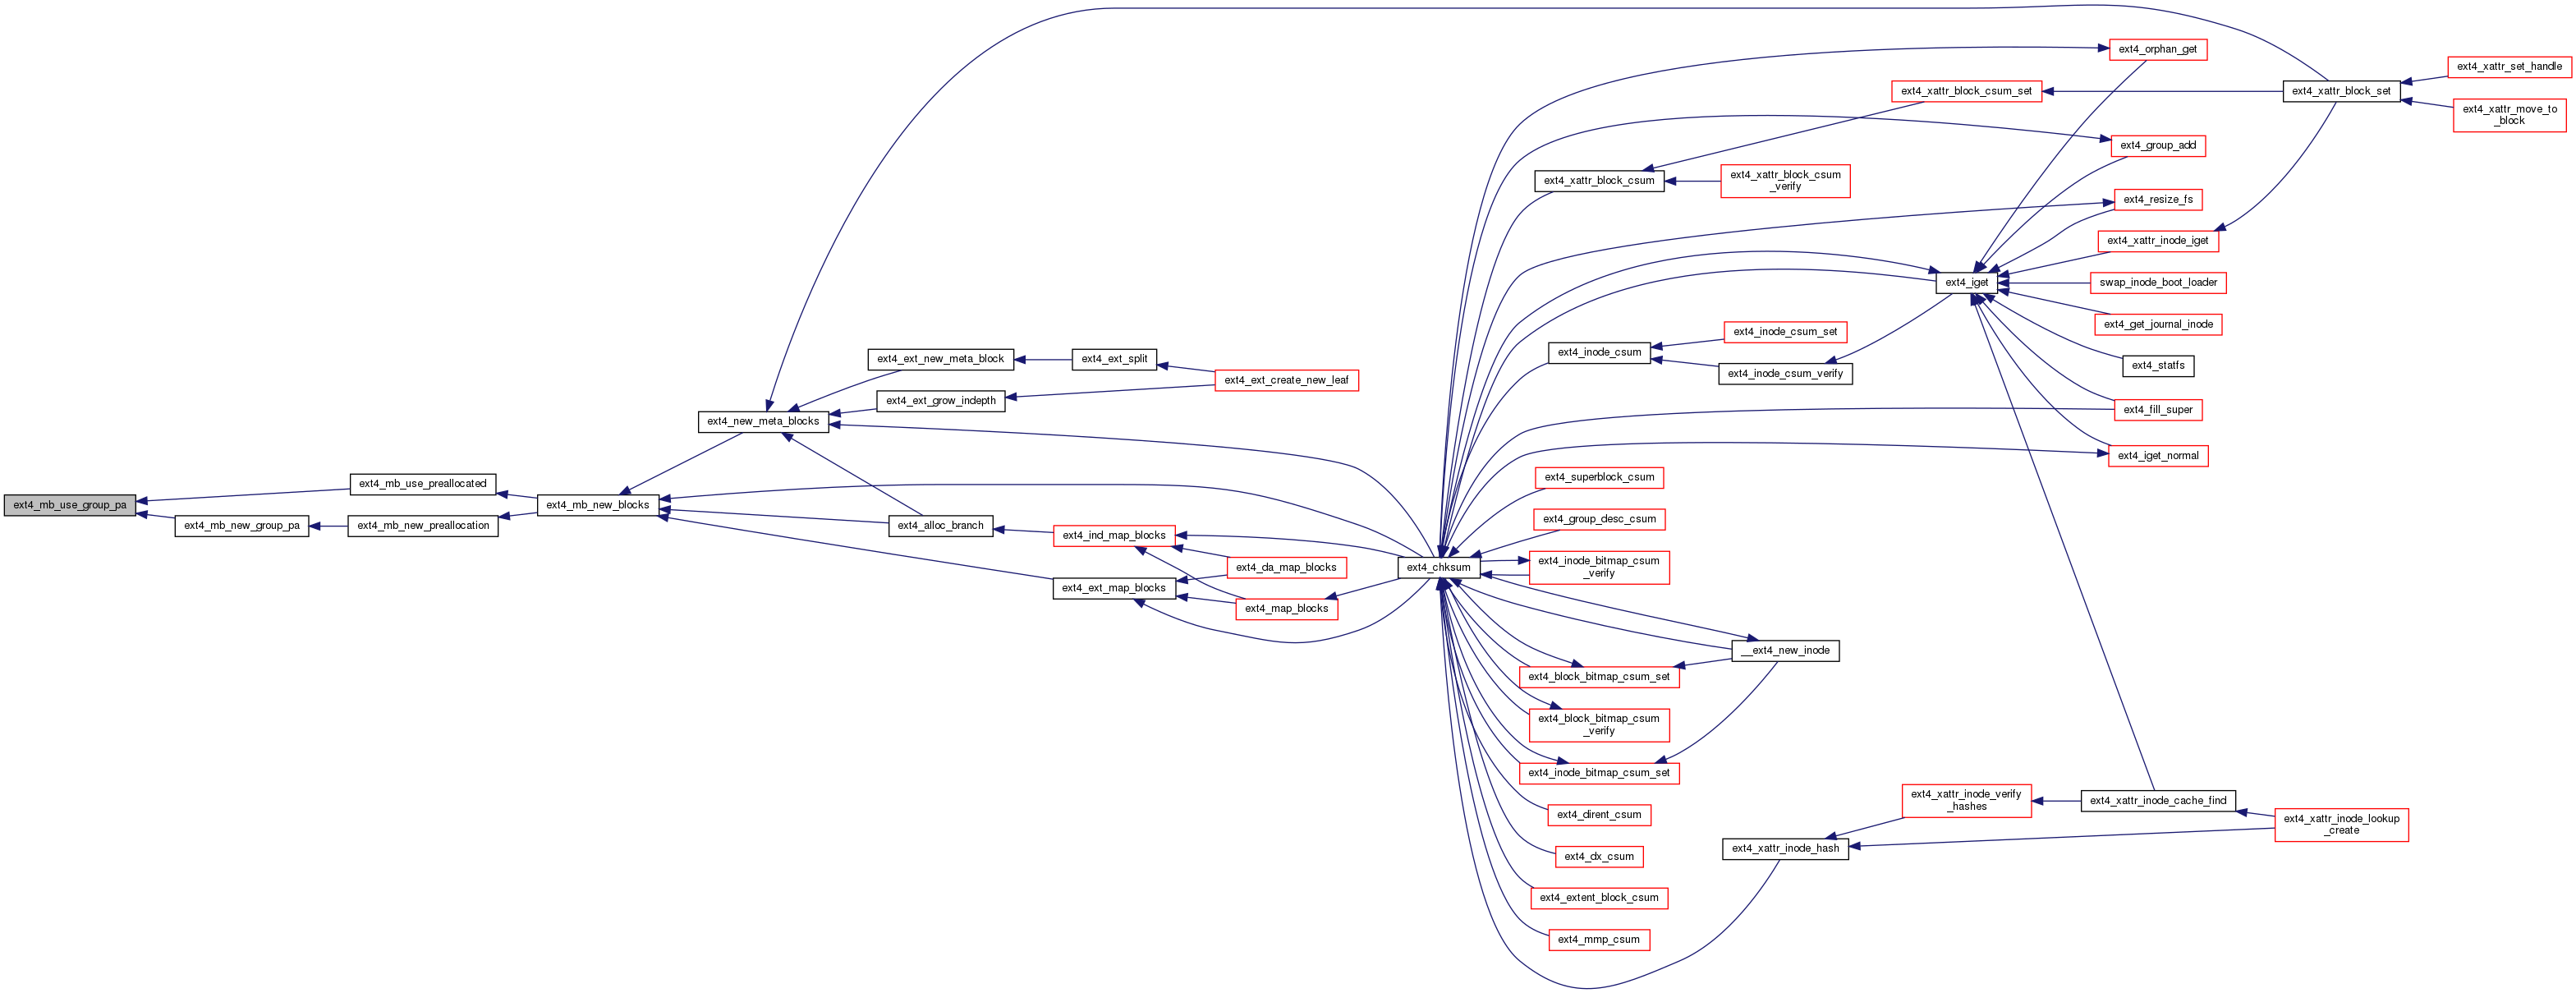 ext4_mb_use_group_pa
ext4_mb_use_preallocated
ext4_mb_new_group_pa
ext4_mb_new_preallocation
ext4_mb_new_blocks
ext4_new_meta_blocks
ext4_ext_new_meta_block
ext4_ext_grow_indepth
ext4_alloc_branch
ext4_ext_split
ext4_ind_map_blocks
ext4_ext_map_blocks
ext4_ext_create_new_leaf
ext4_da_map_blocks
ext4_map_blocks
ext4_chksum
ext4_xattr_block_csum
ext4_inode_csum
ext4_superblock_csum
ext4_group_desc_csum
ext4_inode_bitmap_csum
_verify
ext4_block_bitmap_csum_set
ext4_block_bitmap_csum
_verify
ext4_inode_bitmap_csum_set
ext4_dirent_csum
ext4_dx_csum
ext4_extent_block_csum
ext4_mmp_csum
ext4_xattr_block_csum
_verify
ext4_inode_csum_set
ext4_inode_csum_verify
__ext4_new_inode
ext4_xattr_inode_hash
ext4_xattr_block_csum_set
ext4_iget
ext4_xattr_inode_verify
_hashes
ext4_orphan_get
ext4_group_add
ext4_resize_fs
ext4_xattr_inode_iget
swap_inode_boot_loader
ext4_get_journal_inode
ext4_statfs
ext4_fill_super
ext4_iget_normal
ext4_xattr_inode_cache_find
ext4_xattr_block_set
ext4_xattr_inode_lookup
_create
ext4_xattr_set_handle
ext4_xattr_move_to
_block